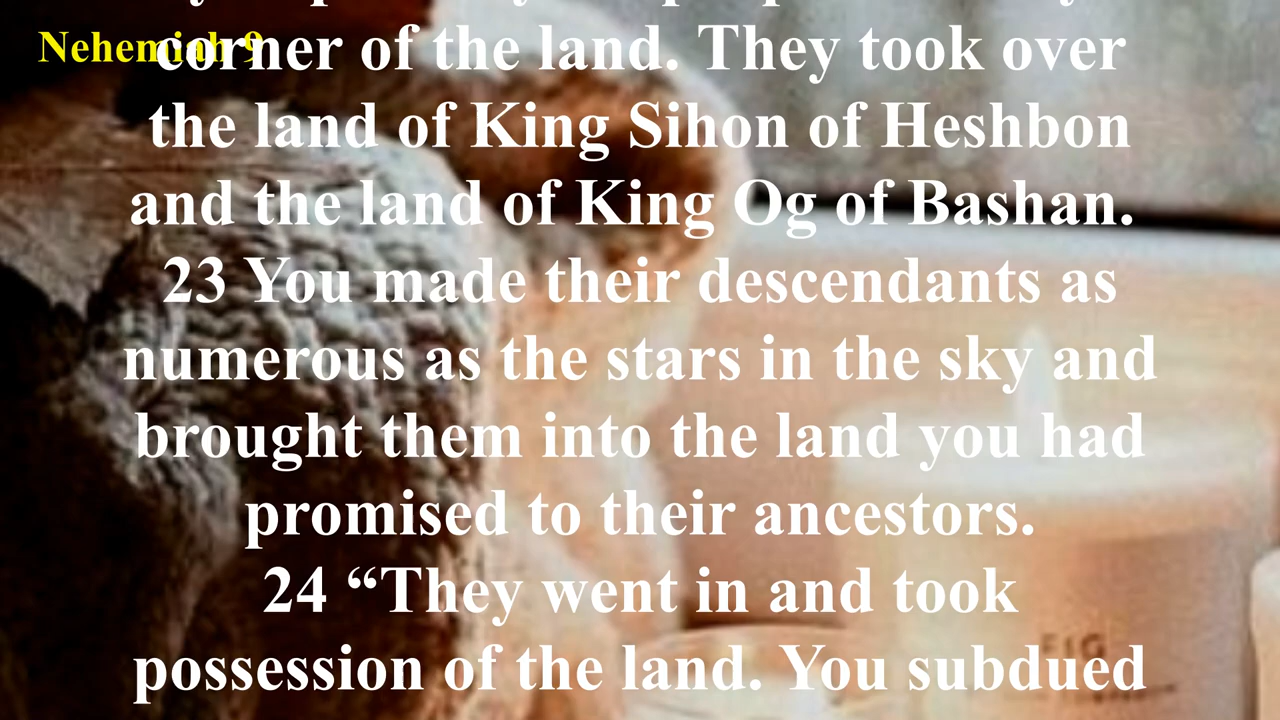 Nehemiah 9
corner of the land. They took over
the land of King Sihon of Heshbon
and the land of King Og of Bashan.
23 You made their descendants as
numerous as the stars in the sky and
brought them into the land you had
promised to their ancestors.
24 “They went in and took
possession of the land. You subdued
FIG